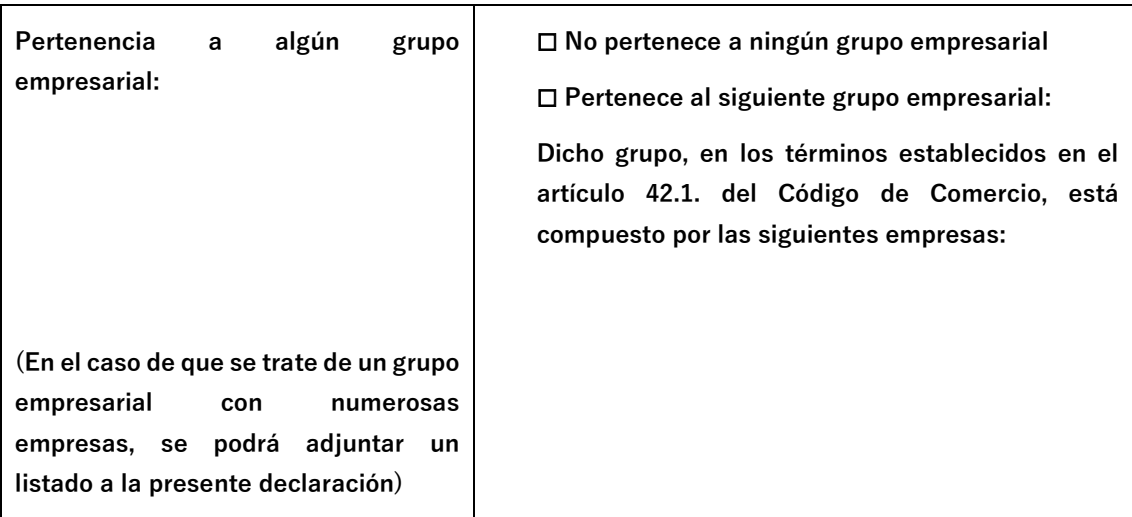 Pertenencia a algún grupo
empresarial:
(En el caso de que se trate de un grupo
empresarial con numerosas
empresas, se podrá adjuntar un
listado a la presente declaración)
☐ No pertenece a ningún grupo empresarial
☐ Pertenece al siguiente grupo empresarial:
Dicho grupo, en los términos establecidos en el
artículo 42.1. del Código de Comercio, está
compuesto por las siguientes empresas: